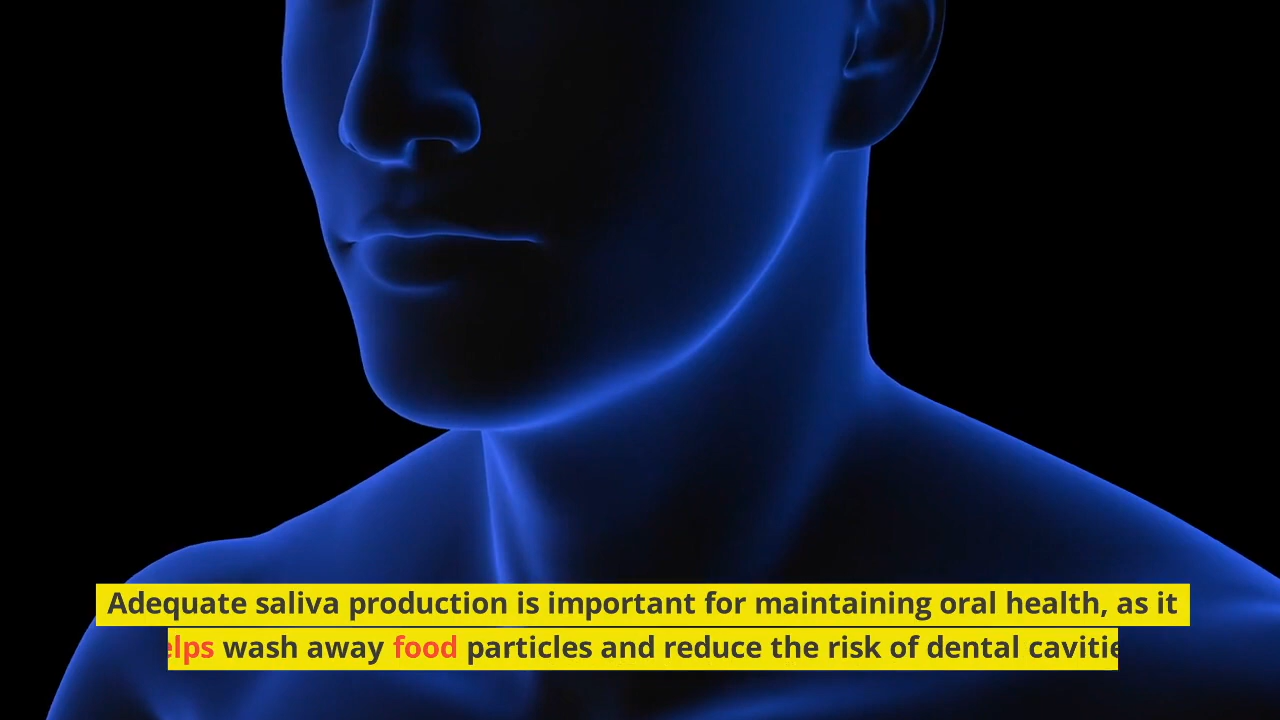 Adequate saliva production is important for maintaining oral health, as it
elps wash away food particles and reduce the risk of dental cavitie